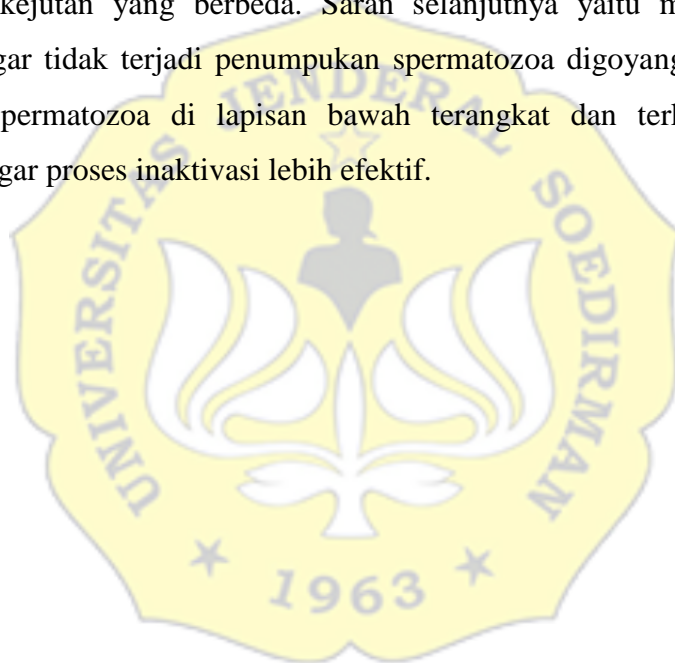 kejutan yang berbeda. Saran selanjutnya yaitu m
gar tidak terjadi penumpukan spermatozoa digoyang
permatozoa di lapisan bawah terangkat dan ter
gar proses inaktivasi lebih efektif.
UNIVERSITAS JENDERAL SOEDIRMAN
1963